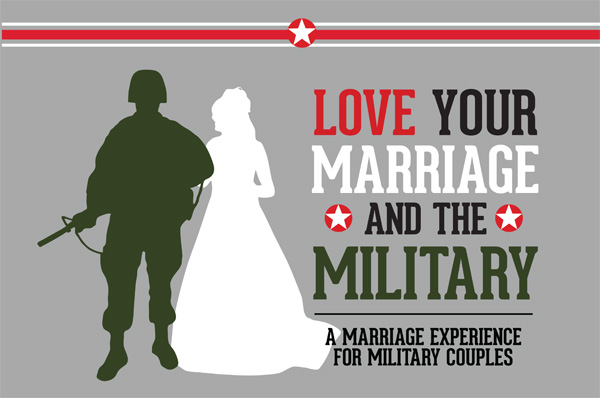 LOVE YOUR
MARRIAGE
AND THE
MILITARY
A MARRIAGE EXPERIENCE
FOR MILITARY COUPLES